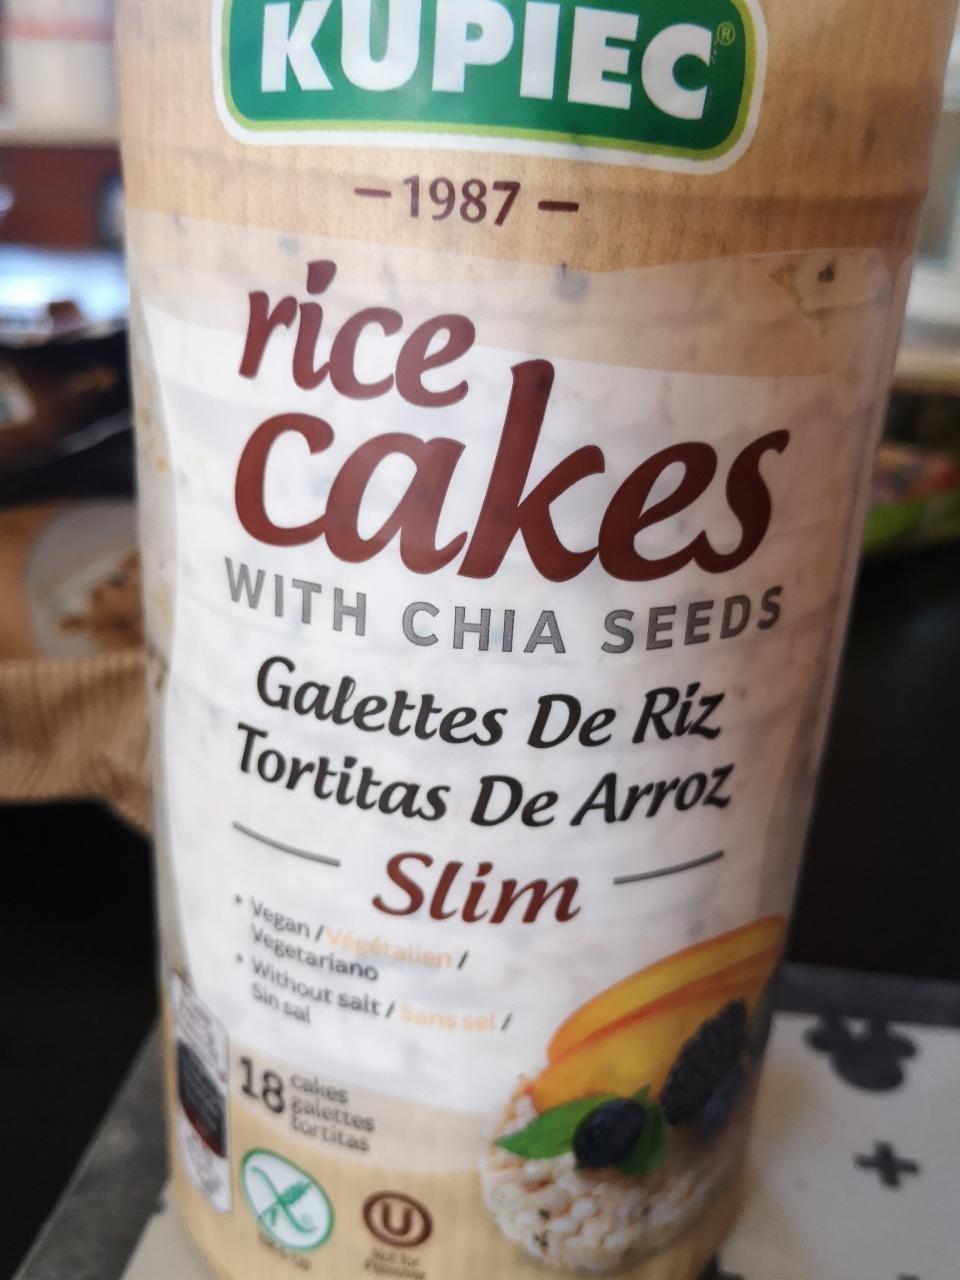 KUPIEC®
– 1987 –
rice
cakes
WITH CHIA SEEDS
Galettes De Riz
Tortitas De Arroz
Slim
• Vegan / Végétalien /
Vegetariano
• Without salt / Sans sel /
Sin sal
18 cakes
galettes
tortitas
U